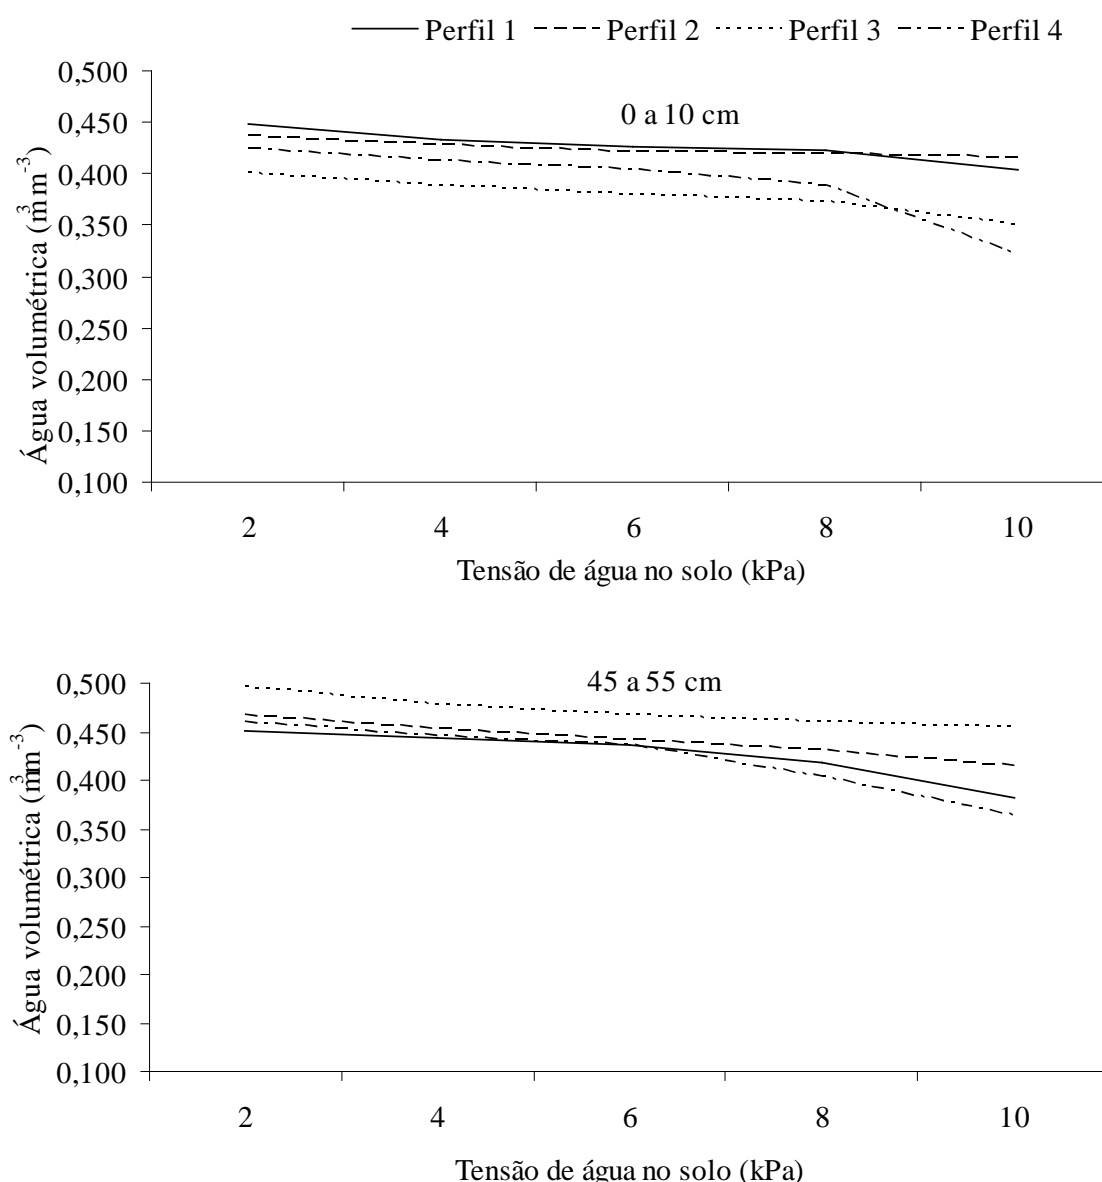 Perfil 1 Perfil 2 Perfil 3 Perfil 4
0,500
0,450
0,400
0,350
0,300
0,250
0,200
0,150
0,100
Água volumétrica (m³ m⁻³)
0 a 10 cm
2 4 6 8 10
Tensão de água no solo (kPa)
0,500
0,450
0,400
0,350
0,300
0,250
0,200
0,150
0,100
Água volumétrica (m³ m⁻³)
45 a 55 cm
2 4 6 8 10
Tensão de água no solo (kPa)